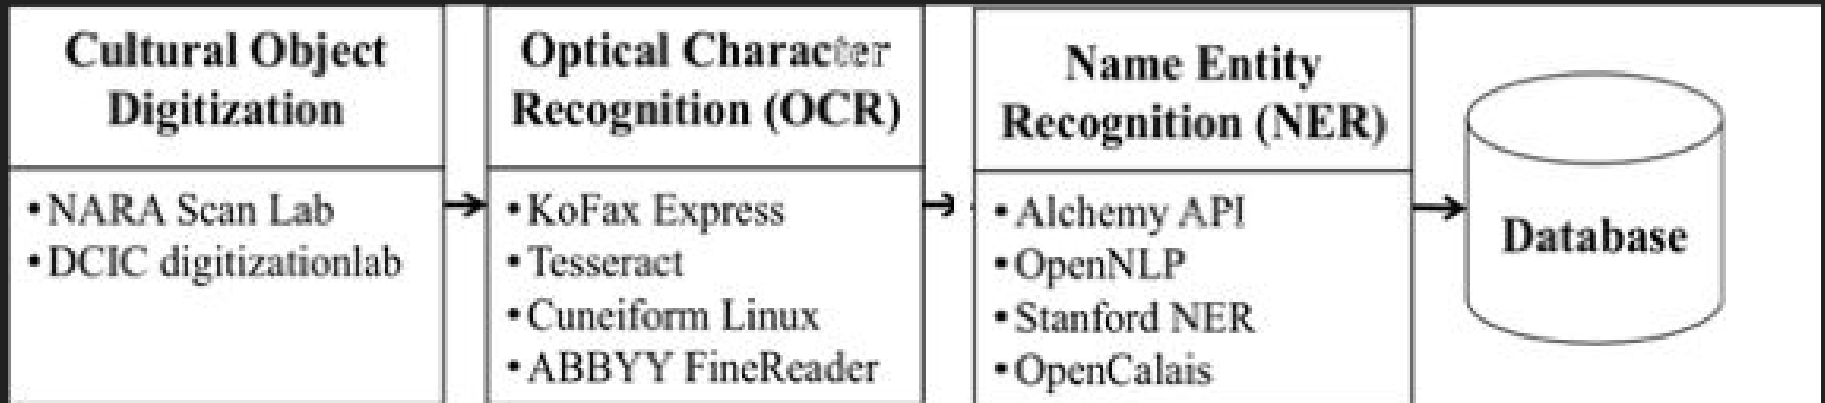 Cultural Object
Digitization
•NARA Scan Lab
•DCIC digitizationlab
Optical Character
Recognition (OCR)
•KoFax Express
•Tesseract
•Cuneiform Linux
•ABBYY FineReader
Name Entity
Recognition (NER)
•Alchemy API
•OpenNLP
•Stanford NER
•OpenCalais
Database